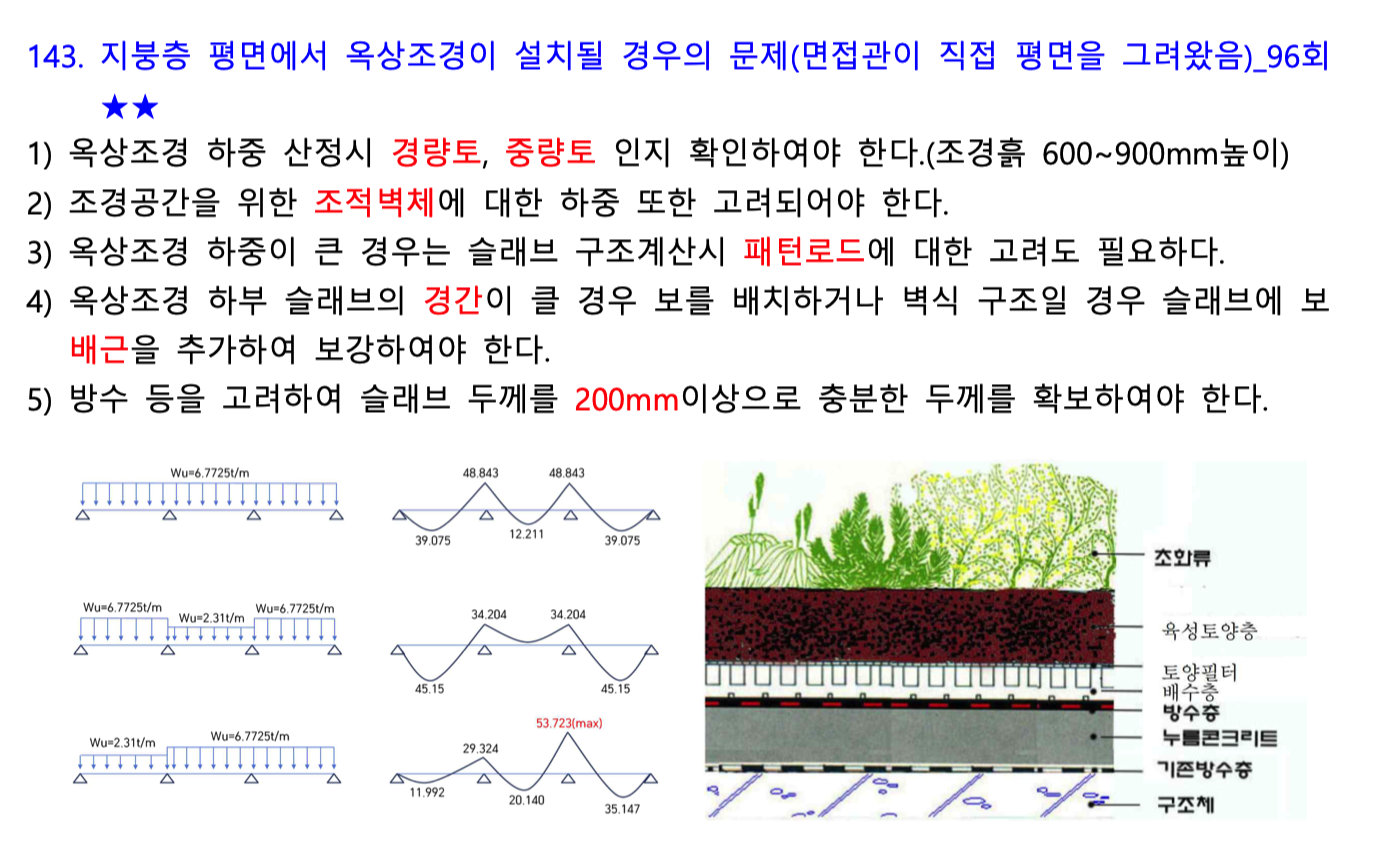 143. 지붕층 평면에서 옥상조경이 설치될 경우의 문제(면접관이 직접 평면을 그려왔음)_96회
★★
1) 옥상조경 하중 산정시 경량토, 중량토 인지 확인하여야 한다.(조경흙 600~900mm높이)
2) 조경공간을 위한 조적벽체에 대한 하중 또한 고려되어야 한다.
3) 옥상조경 하중이 큰 경우는 슬래브 구조계산시 패턴로드에 대한 고려도 필요하다.
4) 옥상조경 하부 슬래브의 경간이 클 경우 보를 배치하거나 벽식 구조일 경우 슬래브에 보
배근을 추가하여 보강하여야 한다.
5) 방수 등을 고려하여 슬래브 두께를 200mm이상으로 충분한 두께를 확보하여야 한다.
Wu=6.7725t/m
48.843 48.843
39.075 12.211 39.075
Wu=6.7725t/m Wu=2.31t/m Wu=6.7725t/m
34.204 34.204
45.15 45.15
Wu=2.31t/m Wu=6.7725t/m
29.324 53.723(max)
11.992 20.140 35.147
초화류
육성토양층
토양필터
배수층
방수층
누름콘크리트
기존방수층
구조체